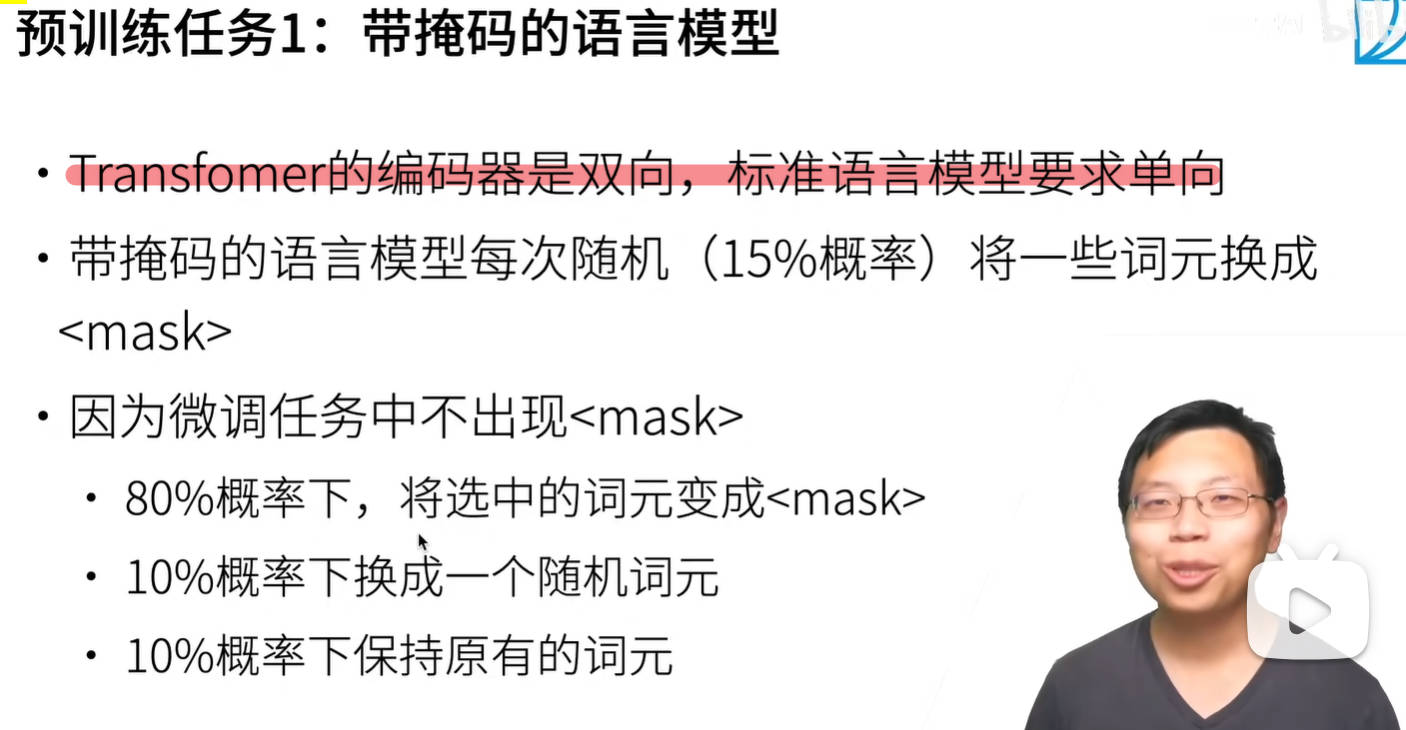 预训练任务1：带掩码的语言模型
• Transfomer的编码器是双向，标准语言模型要求单向
• 带掩码的语言模型每次随机（15%概率）将一些词元换成
<mask>
• 因为微调任务中不出现<mask>
• 80%概率下，将选中的词元变成<mask>
• 10%概率下换成一个随机词元
• 10%概率下保持原有的词元